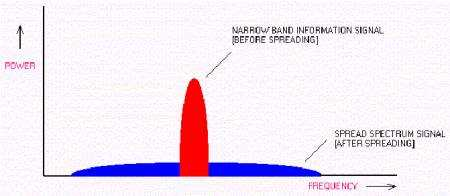 NARROW BAND INFORMATION SIGNAL
[BEFORE SPREADING]
POWER
SPREAD SPECTRUM SIGNAL
[AFTER SPREADING]
FREQUENCY